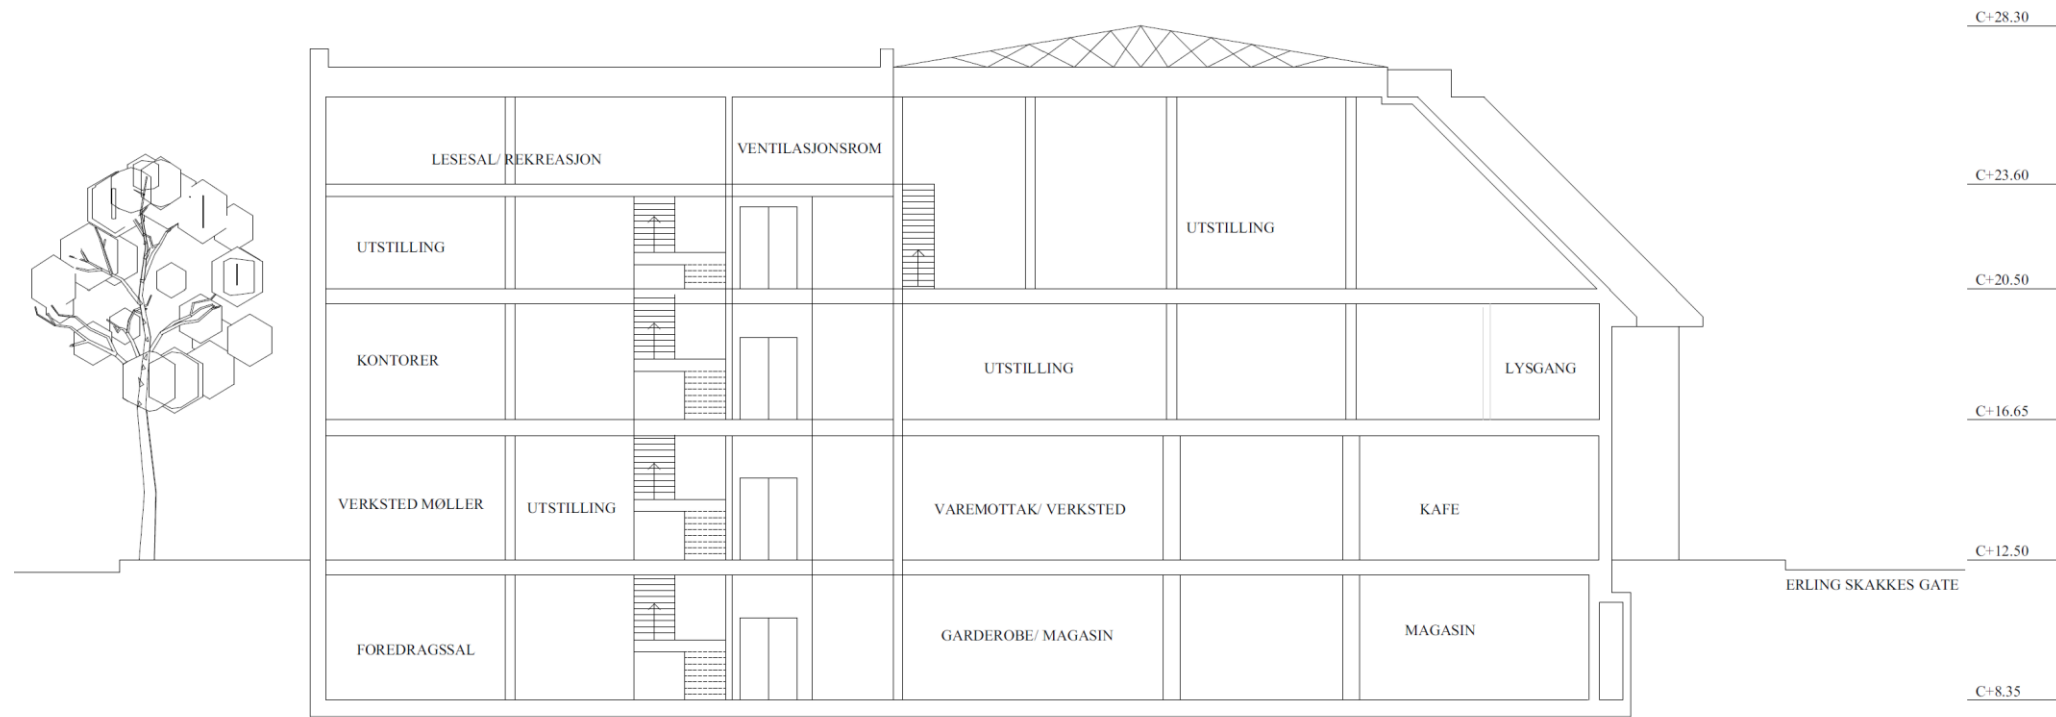 C+28.30
VENTILASJONSROM
LESESAL/ REKREASJON
C+23.60
UTSTILLING
UTSTILLING
C+20.50
KONTORER
UTSTILLING
LYSGANG
C+16.65
VERKSTED MØLLER
UTSTILLING
VAREMOTTAK/ VERKSTED
KAFE
C+12.50
ERLING SKAKKES GATE
FOREDRAGSSAL
GARDEROBE/ MAGASIN
MAGASIN
C+8.35